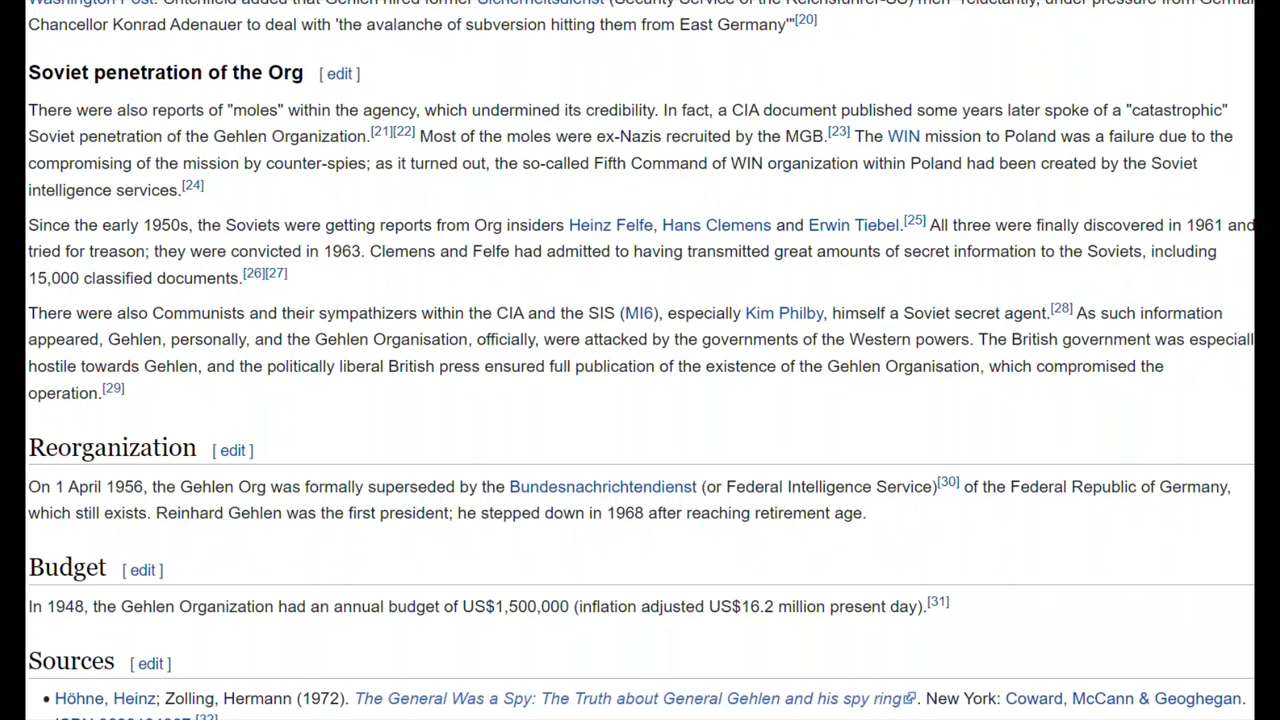 Chancellor Konrad Adenauer to deal with 'the avalanche of subversion hitting them from East Germany'"[20]
Soviet penetration of the Org [ edit ]
There were also reports of "moles" within the agency, which undermined its credibility. In fact, a CIA document published some years later spoke of a "catastrophic"
Soviet penetration of the Gehlen Organization.[21][22] Most of the moles were ex-Nazis recruited by the MGB.[23] The WIN mission to Poland was a failure due to the
compromising of the mission by counter-spies; as it turned out, the so-called Fifth Command of WIN organization within Poland had been created by the Soviet
intelligence services.[24]
Since the early 1950s, the Soviets were getting reports from Org insiders Heinz Felfe, Hans Clemens and Erwin Tiebel.[25] All three were finally discovered in 1961 and
tried for treason; they were convicted in 1963. Clemens and Felfe had admitted to having transmitted great amounts of secret information to the Soviets, including
15,000 classified documents.[26][27]
There were also Communists and their sympathizers within the CIA and the SIS (MI6), especially Kim Philby, himself a Soviet secret agent.[28] As such information
appeared, Gehlen, personally, and the Gehlen Organisation, officially, were attacked by the governments of the Western powers. The British government was especiall
hostile towards Gehlen, and the politically liberal British press ensured full publication of the existence of the Gehlen Organisation, which compromised the
operation.[29]
Reorganization [ edit ]
On 1 April 1956, the Gehlen Org was formally superseded by the Bundesnachrichtendienst (or Federal Intelligence Service)[30] of the Federal Republic of Germany,
which still exists. Reinhard Gehlen was the first president; he stepped down in 1968 after reaching retirement age.
Budget [ edit ]
In 1948, the Gehlen Organization had an annual budget of US$1,500,000 (inflation adjusted US$16.2 million present day).[31]
Sources [ edit ]
• Höhne, Heinz; Zolling, Hermann (1972). The General Was a Spy: The Truth about General Gehlen and his spy ring. New York: Coward, McCann & Geoghegan.